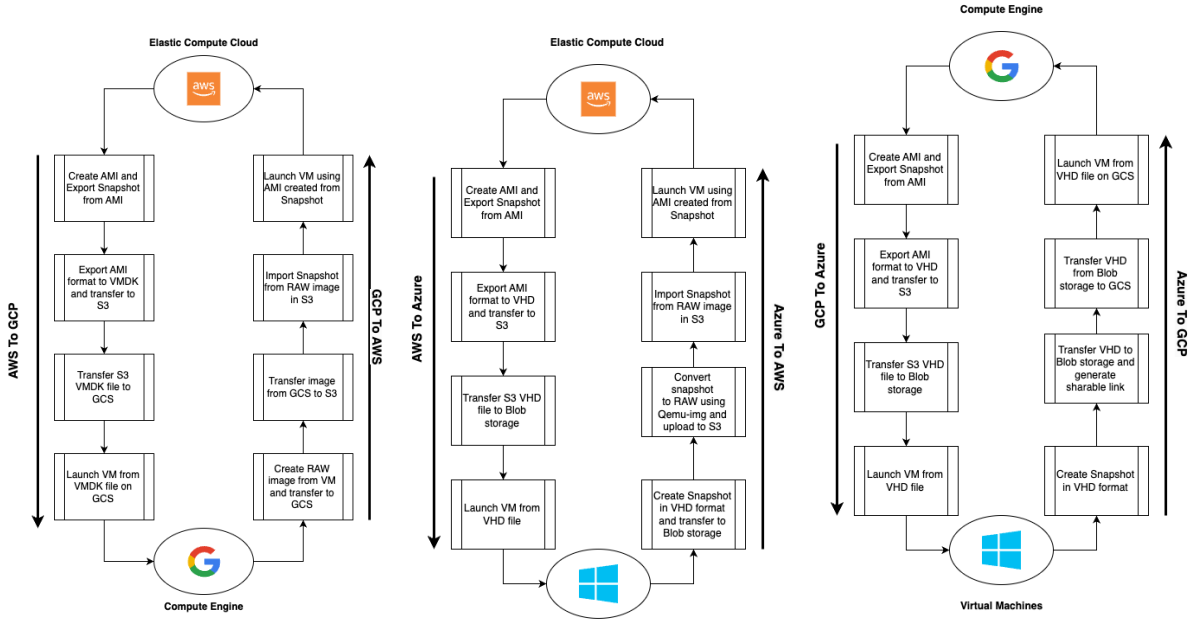 Elastic Compute Cloud
aws
AWS To GCP
Create AMI and
Export Snapshot
from AMI
Export AMI
format to VMDK
and transfer to
S3
Transfer S3
VMDK file to
GCS
Launch VM from
VMDK file on
GCS
Launch VM using
AMI created from
Snapshot
Import Snapshot
from RAW image
in S3
Transfer image
from GCS to S3
Create RAW
image from VM
and transfer to
GCS
GCP To AWS
Compute Engine
Elastic Compute Cloud
aws
AWS To Azure
Create AMI and
Export Snapshot
from AMI
Export AMI
format to VHD
and transfer to
S3
Transfer S3 VHD
file to Blob
storage
Launch VM from
VHD file
Launch VM using
AMI created from
Snapshot
Import Snapshot
from RAW image
in S3
Convert
snapshot
to RAW using
Qemu-img and
upload to S3
Create Snapshot
in VHD format
and transfer to
Blob storage
Azure To AWS
Compute Engine
G
GCP To Azure
Create AMI and
Export Snapshot
from AMI
Export AMI
format to VHD
and transfer to
S3
Transfer S3 VHD
file to Blob
storage
Launch VM from
VHD file
Launch VM from
VHD file on GCS
Transfer VHD
from Blob
storage to GCS
Transfer VHD to
Blob storage and
generate
sharable link
Create Snapshot
in VHD format
Azure To GCP
Virtual Machines